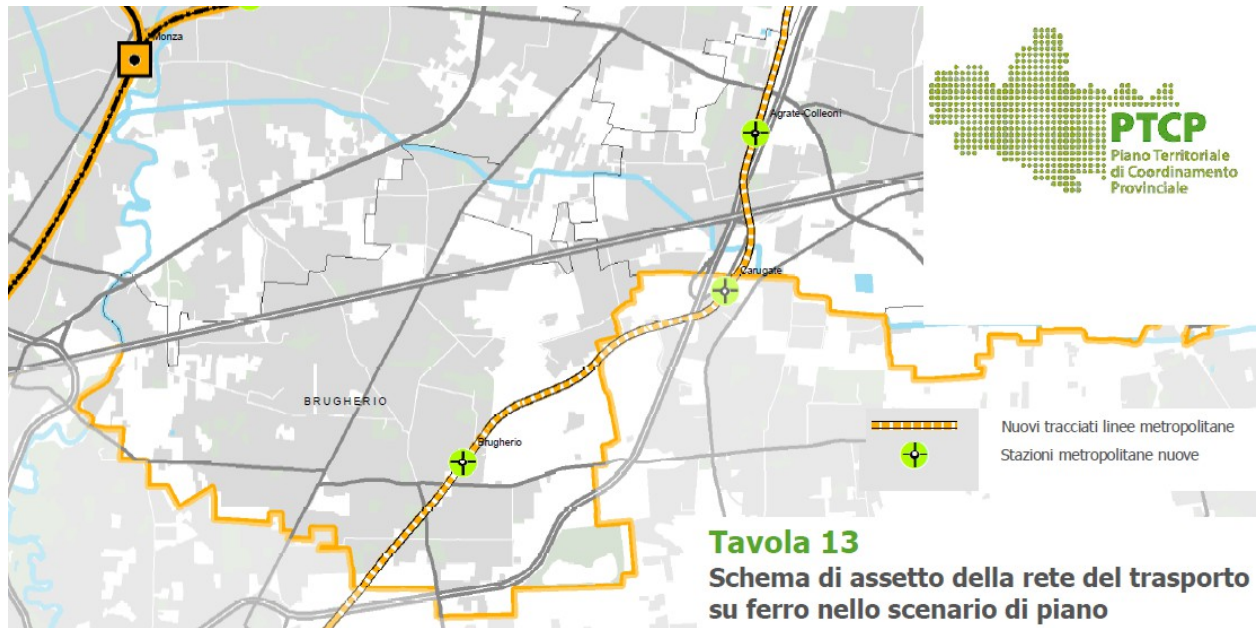 Monza
Agrate-Colleoni
PTCP
Piano Territoriale
di Coordinamento
Provinciale
Carugate
BRUGHERIO
Brugherio
Nuovi tracciati linee metropolitane
Stazioni metropolitane nuove
Tavola 13
Schema di assetto della rete del trasporto
su ferro nello scenario di piano